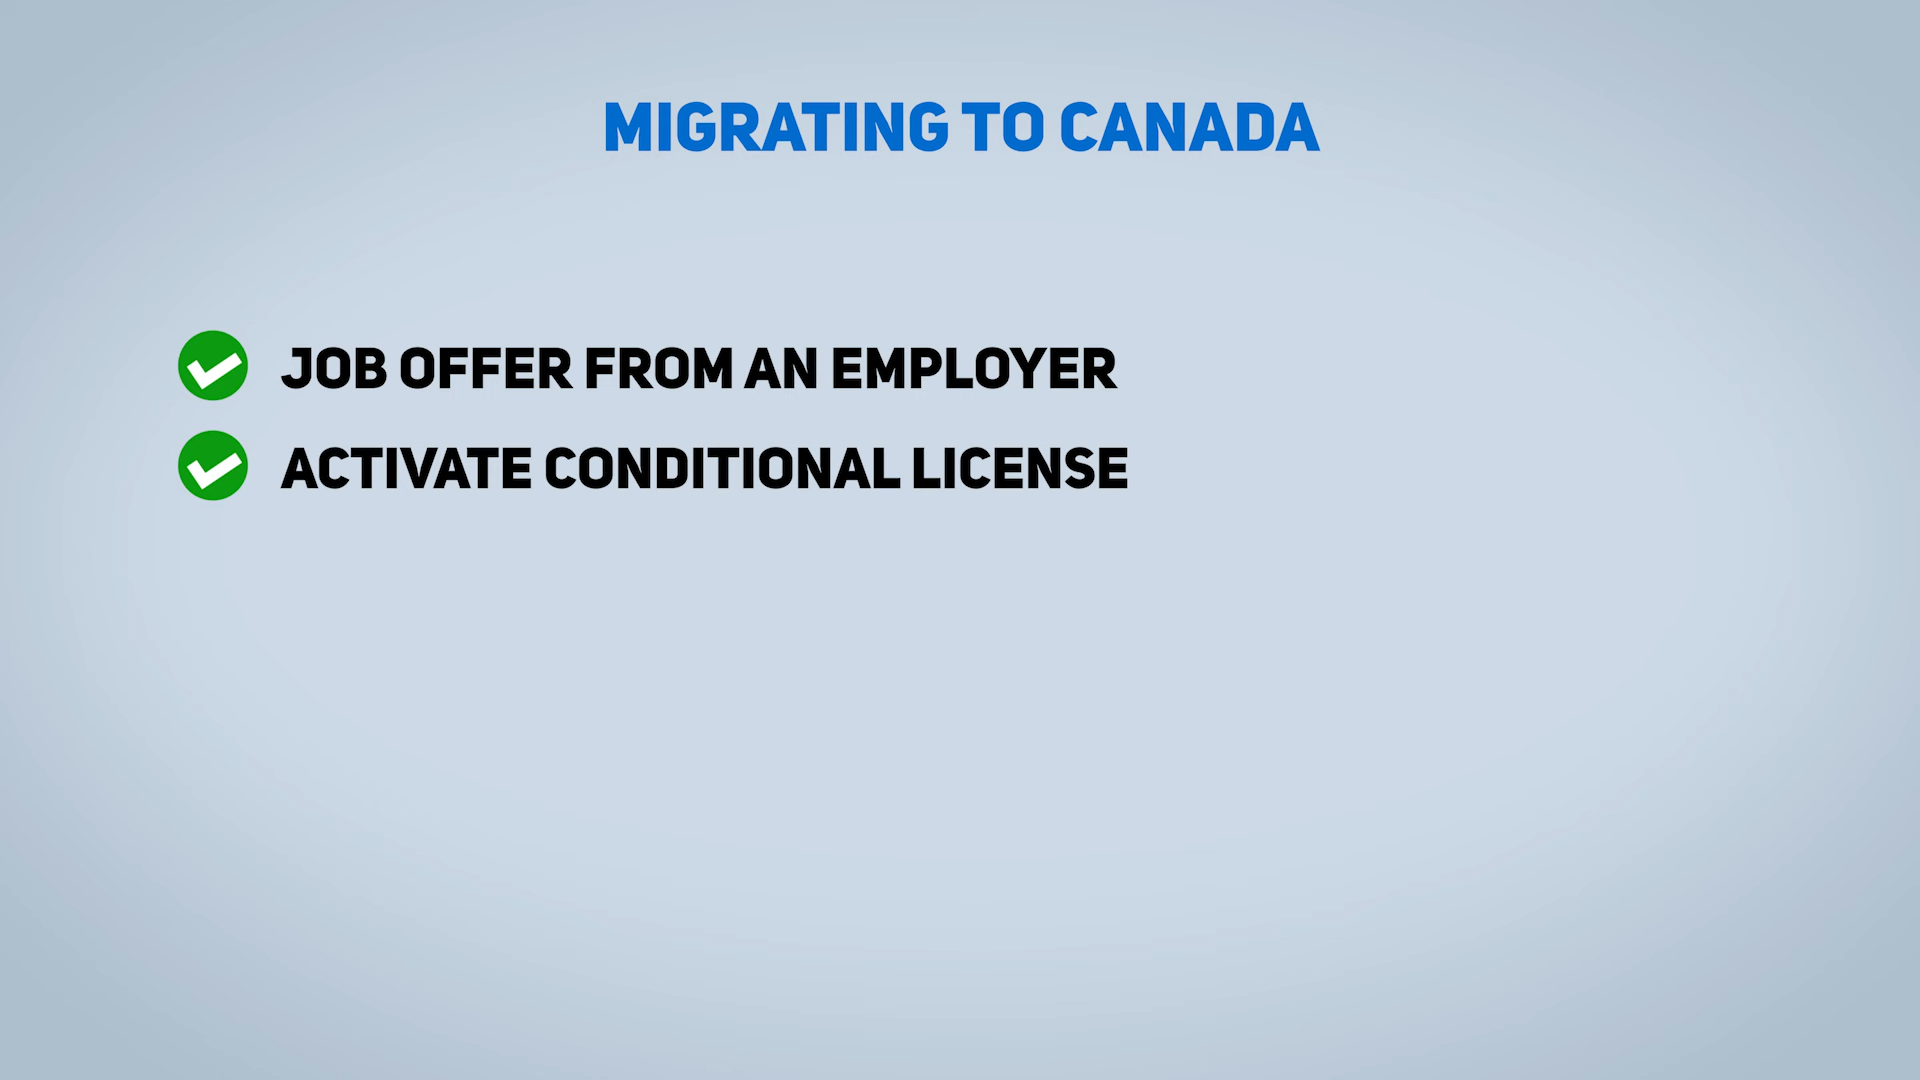 MIGRATING TO CANADA
JOB OFFER FROM AN EMPLOYER
ACTIVATE CONDITIONAL LICENSE